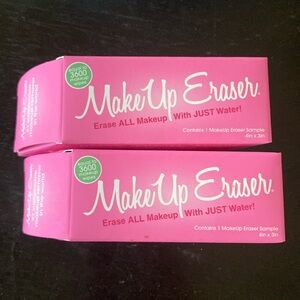 equal to
3600
makeup
wipes
MakeUp Eraser
Erase ALL Makeup With JUST Water!
Contains 1 MakeUp Eraser Sample
4in x 3in
equal to
3600
makeup
wipes
MakeUp Eraser
Erase ALL Makeup With JUST Water!
Contains 1 MakeUp Eraser Sample
4in x 3in